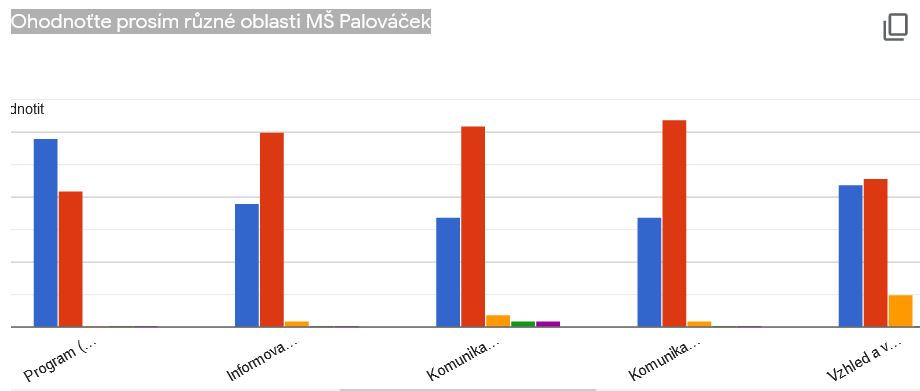 Ohodnoťte prosím různé oblasti MŠ Palováček
dnotit
Program (...
Informova...
Komunika...
Komunika...
Vzhled a v...